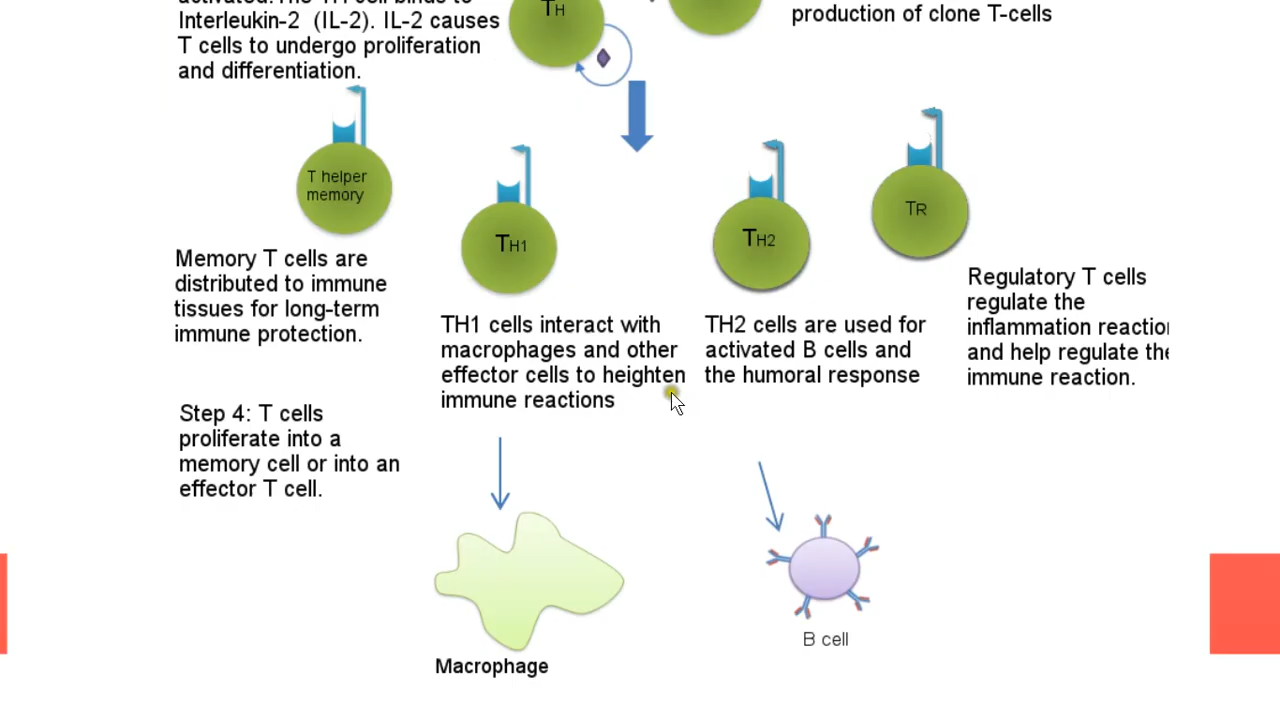 Interleukin-2 (IL-2). IL-2 causes
T cells to undergo proliferation
and differentiation.
TH
production of clone T-cells
T helper
memory
TH1
TH2
TR
Memory T cells are
distributed to immune
tissues for long-term
immune protection.
TH1 cells interact with
macrophages and other
effector cells to heighten
immune reactions
TH2 cells are used for
activated B cells and
the humoral response
Regulatory T cells
regulate the
inflammation reaction
and help regulate the
immune reaction.
Step 4: T cells
proliferate into a
memory cell or into an
effector T cell.
Macrophage
B cell